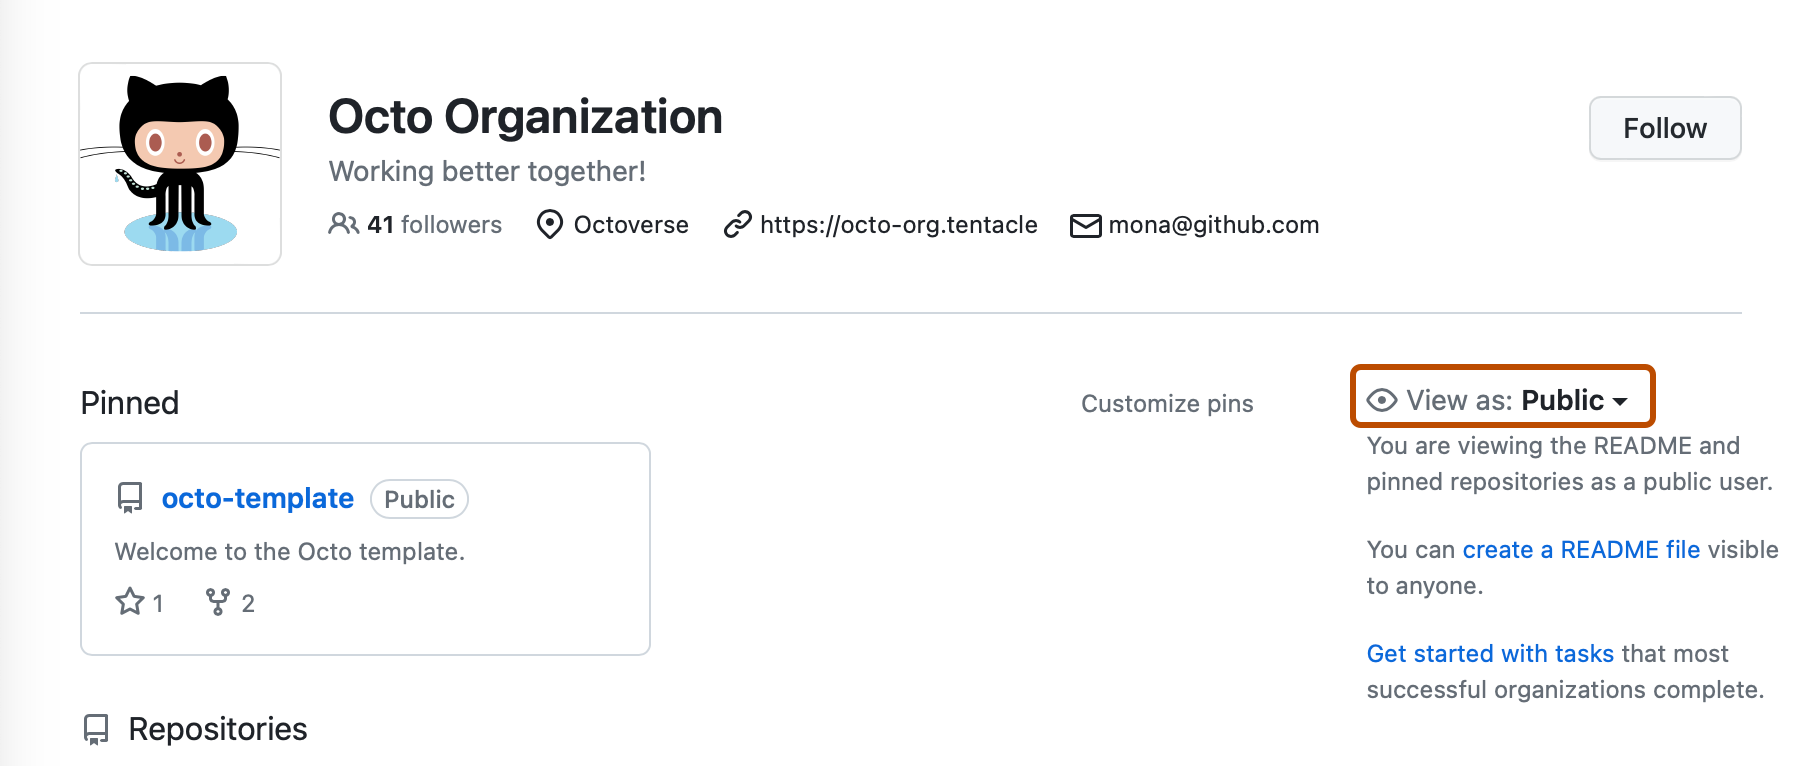 Octo Organization
Follow
Working better together!
41 followers Octoverse https://octo-org.tentacle mona@github.com
Pinned
Customize pins
View as: Public
You are viewing the README and
pinned repositories as a public user.
octo-template Public
Welcome to the Octo template.
1 2
You can create a README file visible
to anyone.
Get started with tasks that most
successful organizations complete.
Repositories